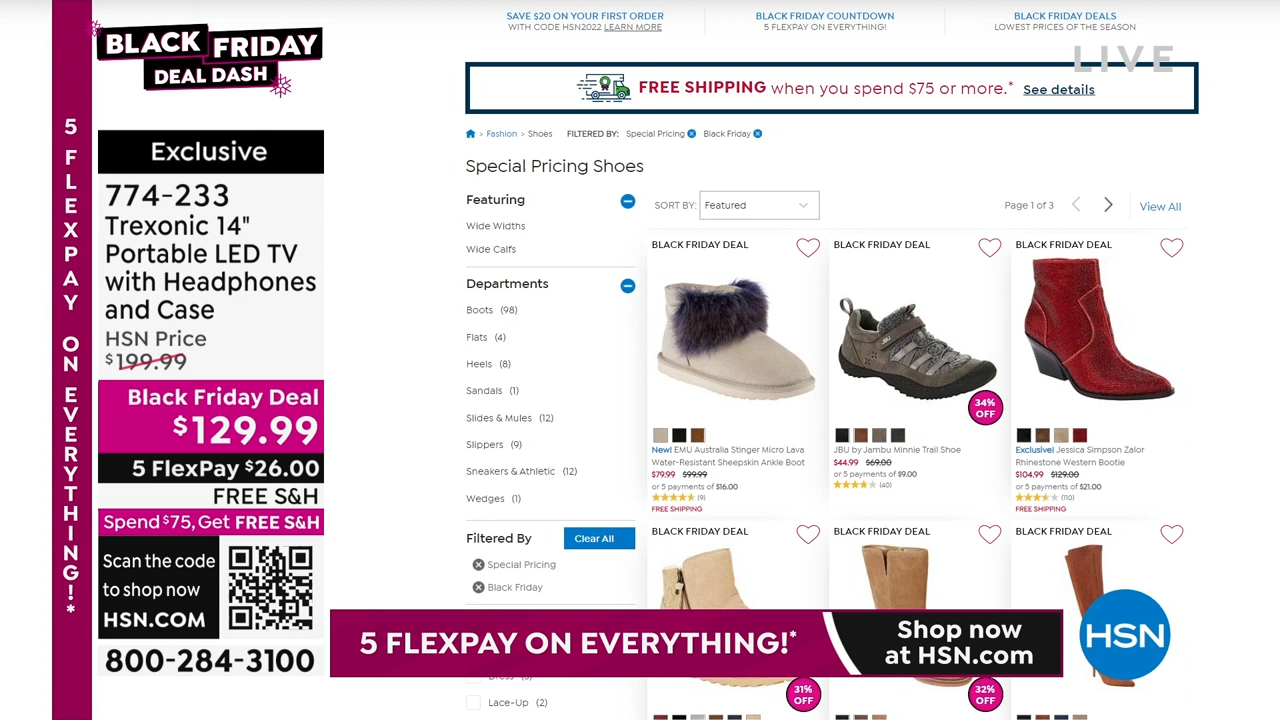 BLACK FRIDAY
DEAL DASH
5 FLEXPAY ON EVERYTHING!*
Exclusive
774-233
Trexonic 14"
Portable LED TV
with Headphones
and Case
HSN Price
$199.99
Black Friday Deal
$129.99
5 FlexPay $26.00
FREE S&H
Spend $75, Get FREE S&H
Scan the code
to shop now
HSN.COM
800-284-3100
SAVE $20 ON YOUR FIRST ORDER
WITH CODE HSN2022 LEARN MORE
BLACK FRIDAY COUNTDOWN
5 FLEXPAY ON EVERYTHING!
BLACK FRIDAY DEALS
LOWEST PRICES OF THE SEASON
LIVE
FREE SHIPPING when you spend $75 or more.* See details
> Fashion > Shoes FILTERED BY: Special Pricing Black Friday
Special Pricing Shoes
Featuring
Wide Widths
Wide Calfs
Departments
Boots (98)
Flats (4)
Heels (8)
Sandals (1)
Slides & Mules (12)
Slippers (9)
Sneakers & Athletic (12)
Wedges (1)
Filtered By Clear All
Special Pricing
Black Friday
Lace-Up (2)
SORT BY: Featured
Page 1 of 3
View All
BLACK FRIDAY DEAL
New! EMU Australia Stinger Micro Lava
Water-Resistant Sheepskin Ankle Boot
$79.99 $99.99
or 5 payments of $16.00
(9)
FREE SHIPPING
BLACK FRIDAY DEAL
34%
OFF
JBU by Jambu Minnie Trail Shoe
$44.99 $69.00
or 5 payments of $9.00
(40)
BLACK FRIDAY DEAL
JBU
Exclusive! Jessica Simpson Zalor
Rhinestone Western Bootie
$104.99 $129.00
or 5 payments of $21.00
(110)
FREE SHIPPING
BLACK FRIDAY DEAL
31%
OFF
BLACK FRIDAY DEAL
32%
OFF
BLACK FRIDAY DEAL
5 FLEXPAY ON EVERYTHING!*
Shop now
at HSN.com
HSN